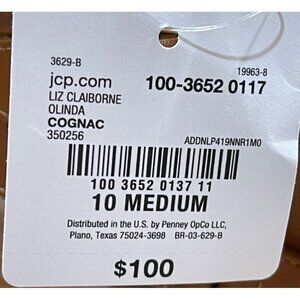 3629-B
19963-8
jcp.com
100-3652 0117
LIZ CLAIBORNE
OLINDA
COGNAC
350256
ADDNLP419NNR1M0
100 3652 0137 11
10 MEDIUM
Distributed in the U.S. by Penney OpCo LLC,
Plano, Texas 75024-3698 BR-03-629-B
$100